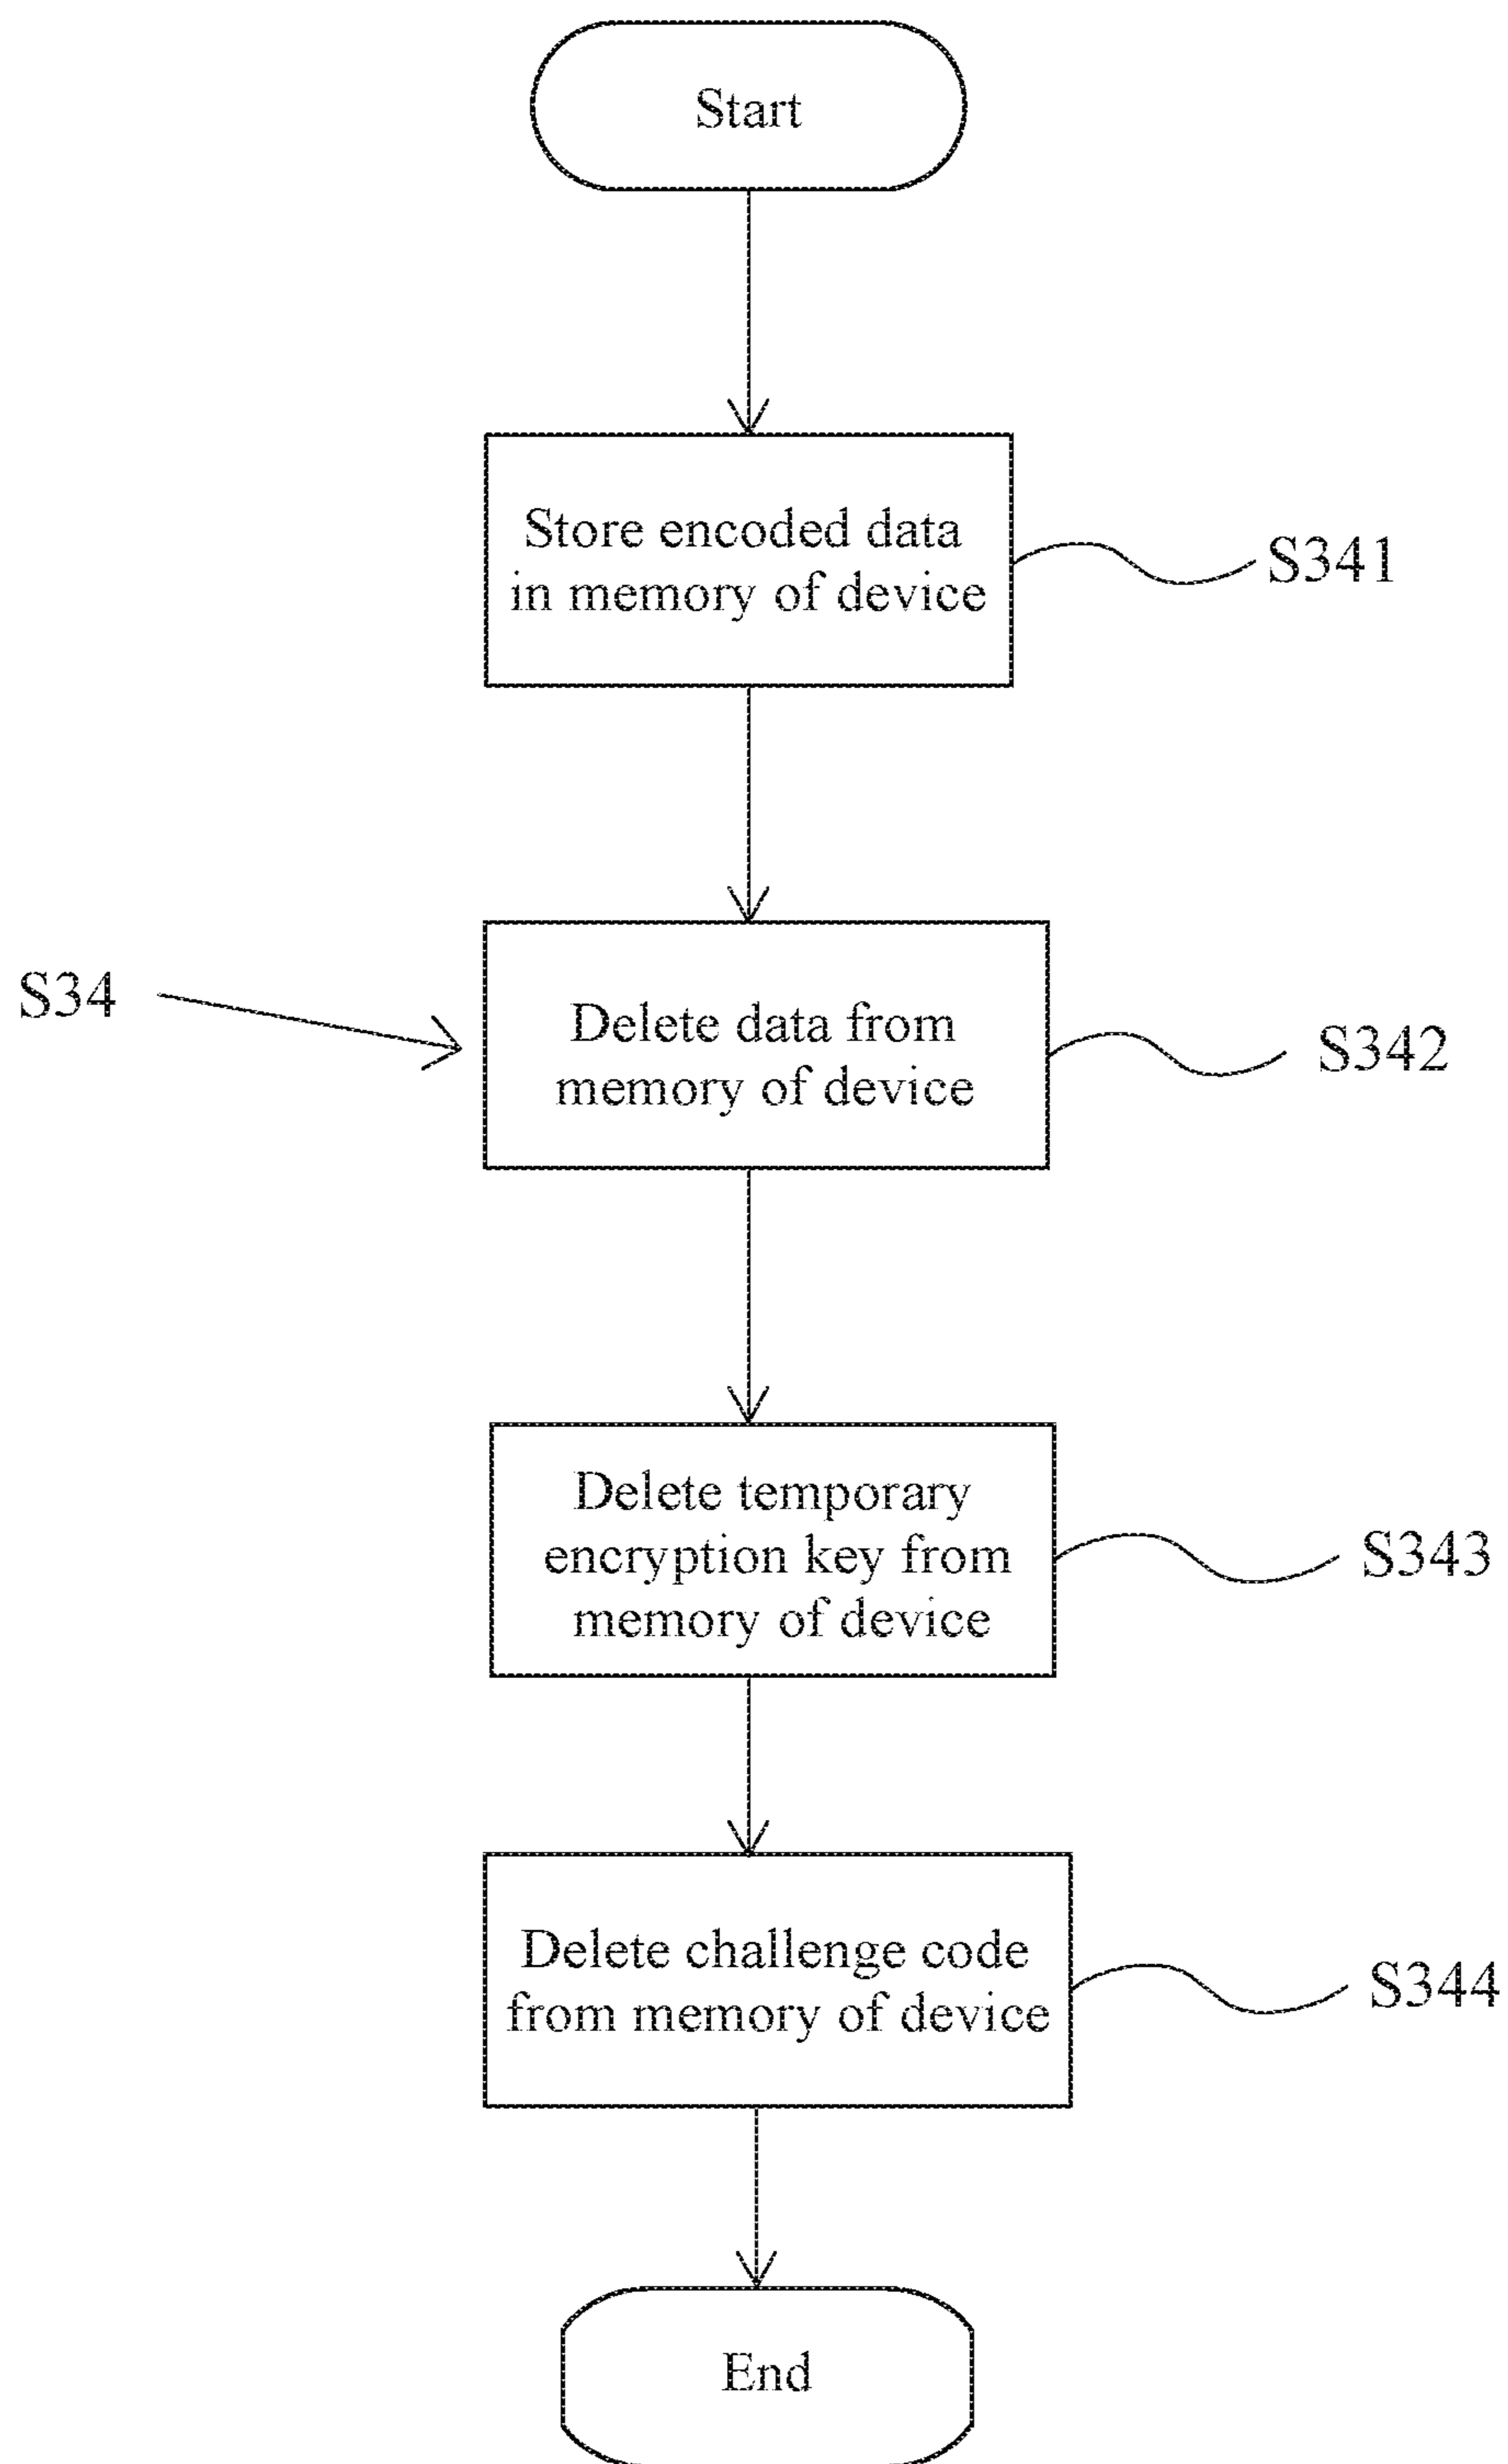 Start
Store encoded data
in memory of device
S341
S34
Delete data from
memory of device
S342
Delete temporary
encryption key from
memory of device
S343
Delete challenge code
from memory of device
S344
End